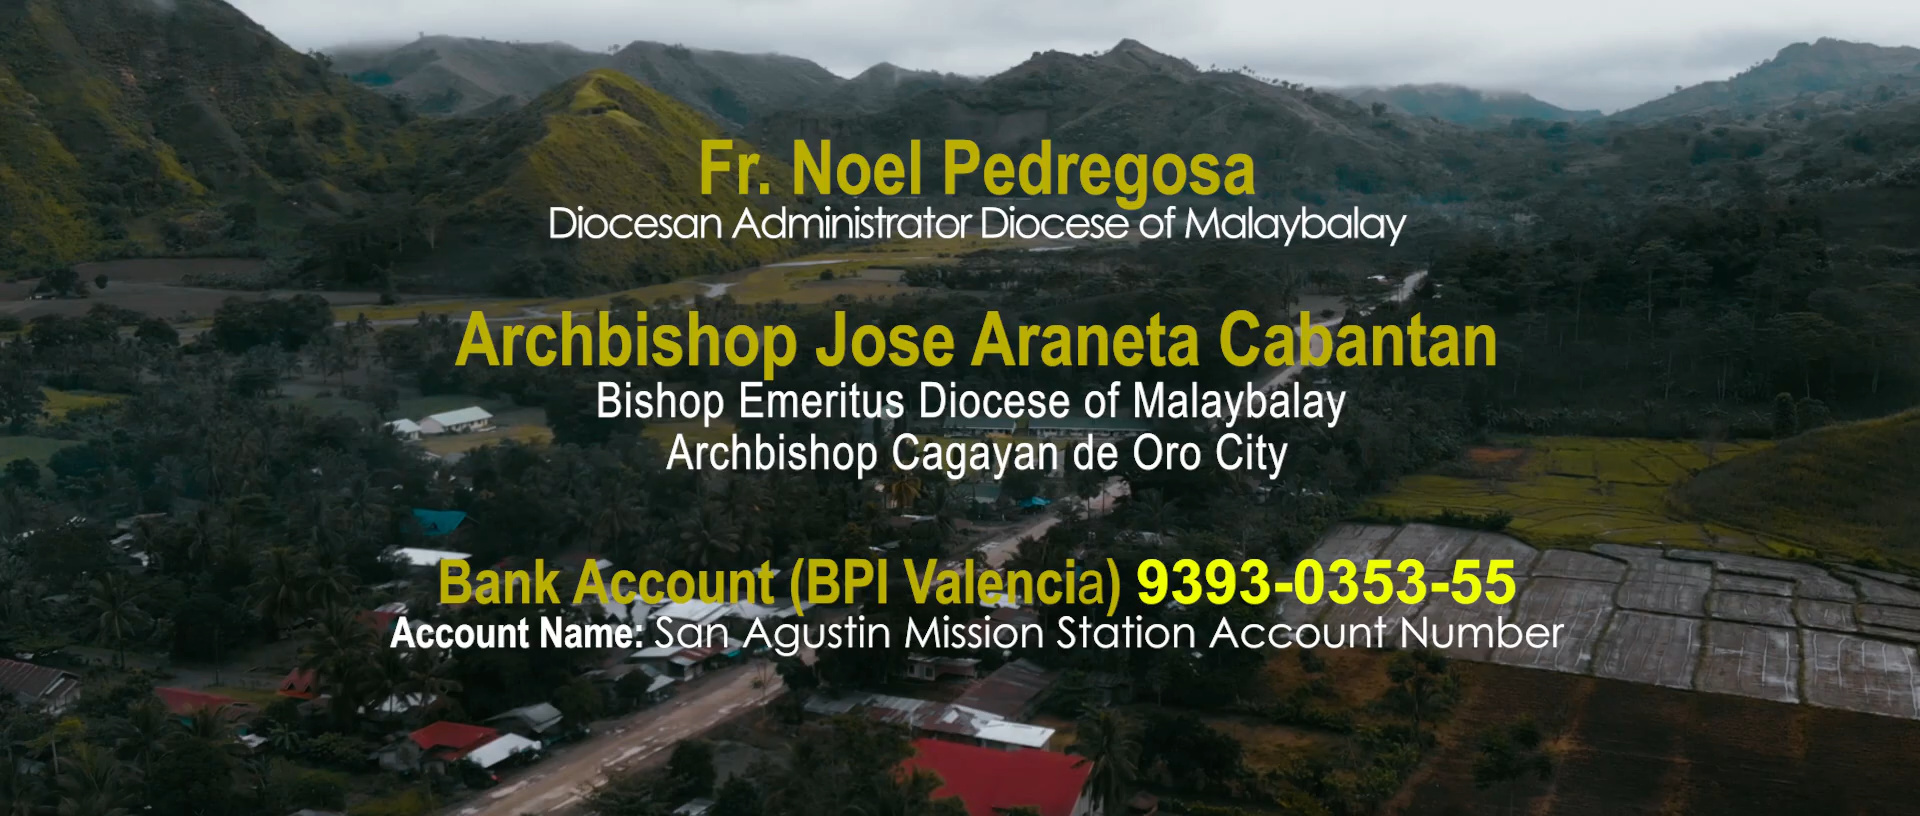 Fr. Noel Pedregosa
Diocesan Administrator Diocese of Malaybalay
Archbishop Jose Araneta Cabantan
Bishop Emeritus Diocese of Malaybalay
Archbishop Cagayan de Oro City
Bank Account (BPI Valencia) 9393-0353-55
Account Name: San Agustin Mission Station Account Number